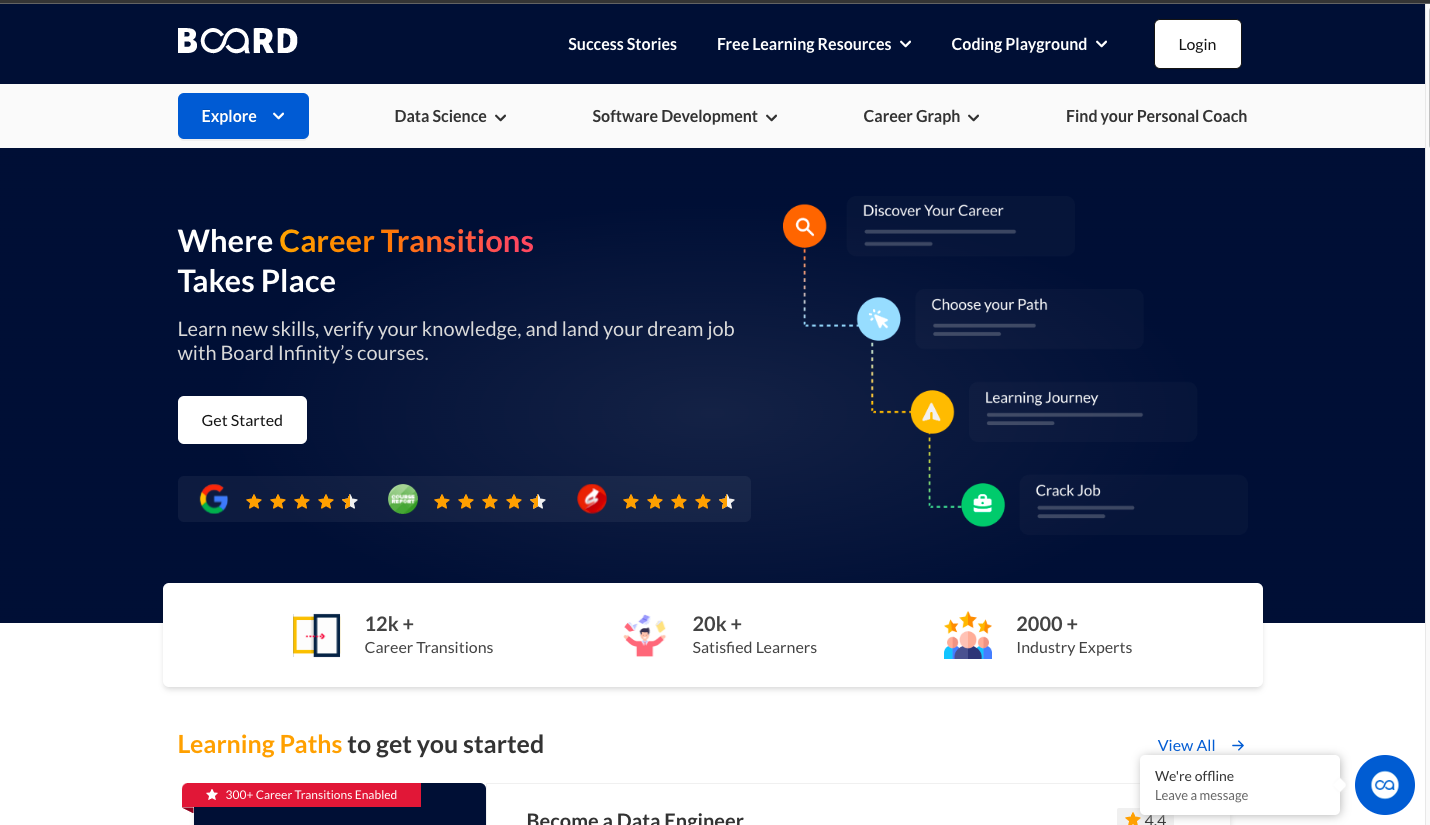 BOARD
Success Stories
Free Learning Resources
Coding Playground
Login
Explore
Data Science
Software Development
Career Graph
Find your Personal Coach
Where Career Transitions
Takes Place
Learn new skills, verify your knowledge, and land your dream job
with Board Infinity’s courses.
Get Started
COURSE
REPORT
Discover Your Career
Choose your Path
Learning Journey
Crack Job
12k +
Career Transitions
20k +
Satisfied Learners
2000 +
Industry Experts
Learning Paths to get you started
View All
300+ Career Transitions Enabled
Become a Data Engineer
4.4
We're offline
Leave a message